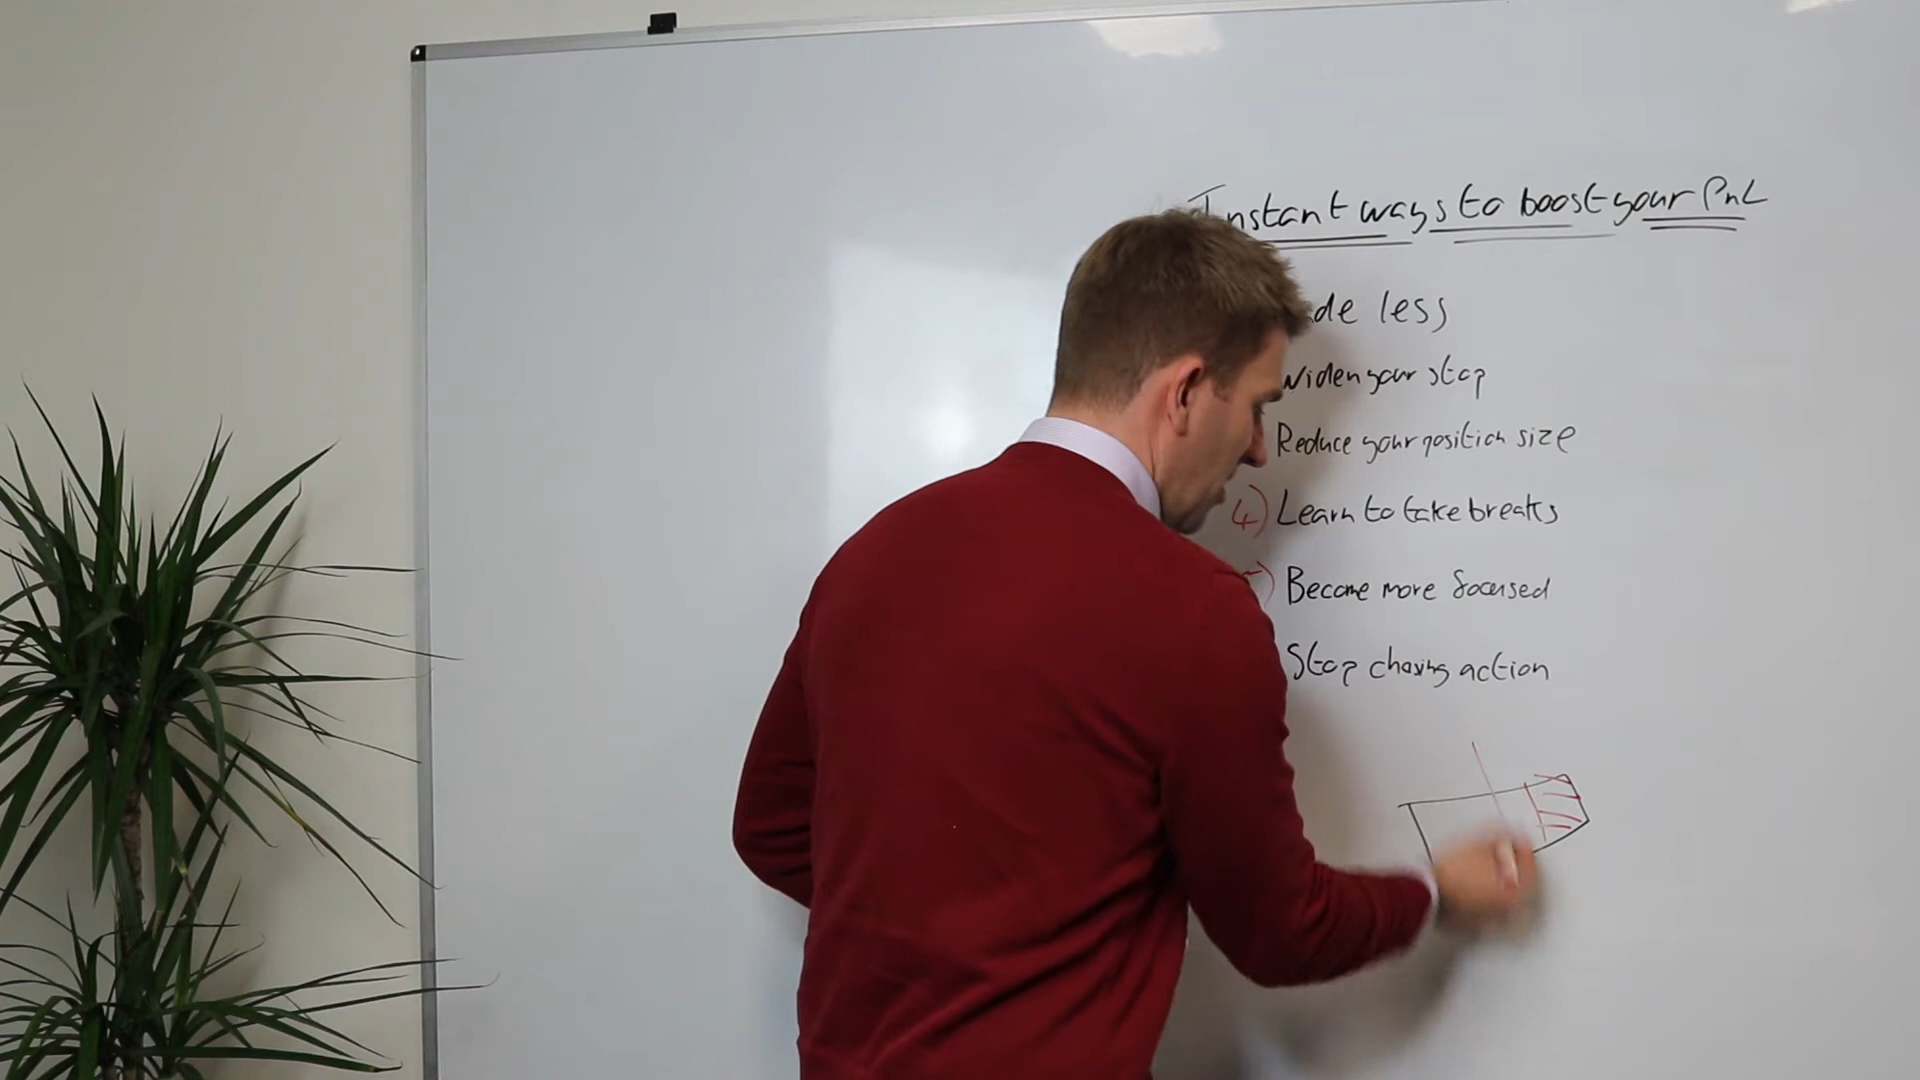 Instant ways to boost your PnL
de less
Widen your stop
Reduce your position size
4) Learn to take breaks
) Become more focused
Stop chasing action